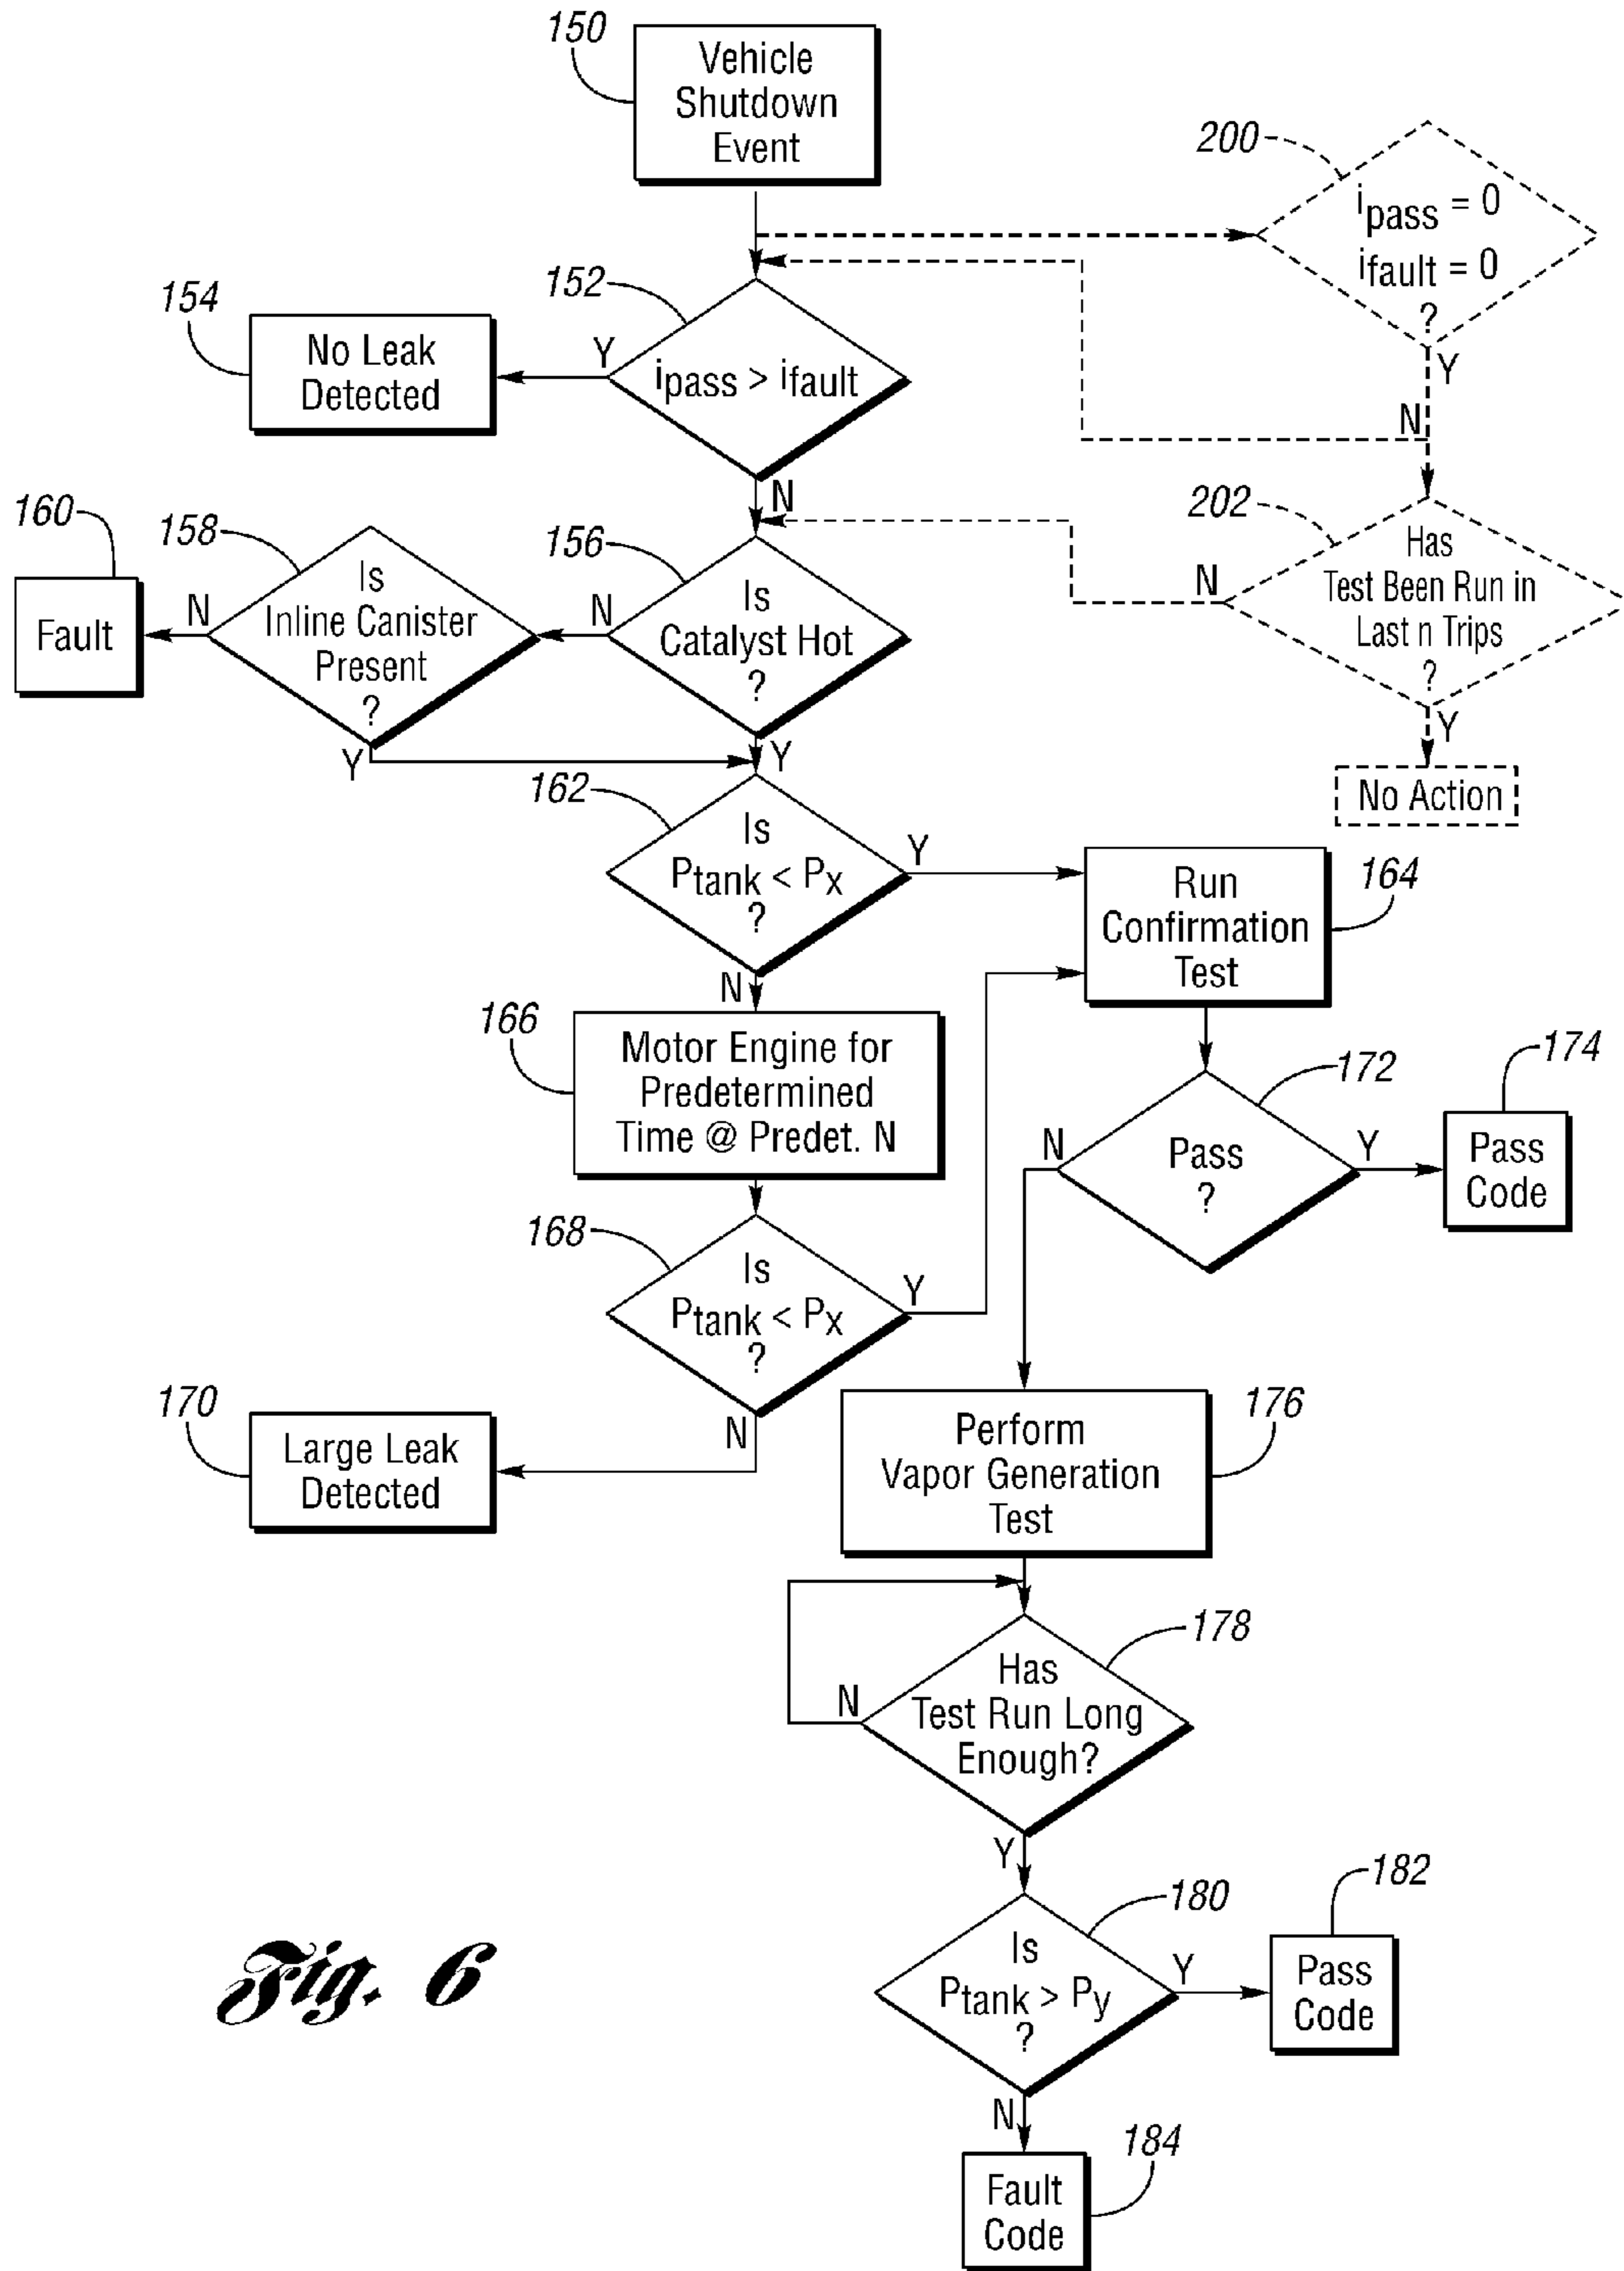 150
Vehicle
Shutdown
Event
200
ipass = 0
ifault = 0
?
Y
N
152
ipass > ifault
Y
N
154
No Leak
Detected
202
Has
Test Been Run in
Last n Trips
?
N
Y
No Action
156
Is
Catalyst Hot
?
N
Y
158
Is
Inline Canister
Present
?
N
Y
160
Fault
162
Is
Ptank < Px
?
Y
N
164
Run
Confirmation
Test
166
Motor Engine for
Predetermined
Time @ Predet. N
172
Pass
?
N
Y
174
Pass
Code
168
Is
Ptank < Px
?
Y
N
170
Large Leak
Detected
176
Perform
Vapor Generation
Test
178
Has
Test Run Long
Enough?
N
Y
180
Is
Ptank > Py
?
Y
N
182
Pass
Code
184
Fault
Code
Fig. 6